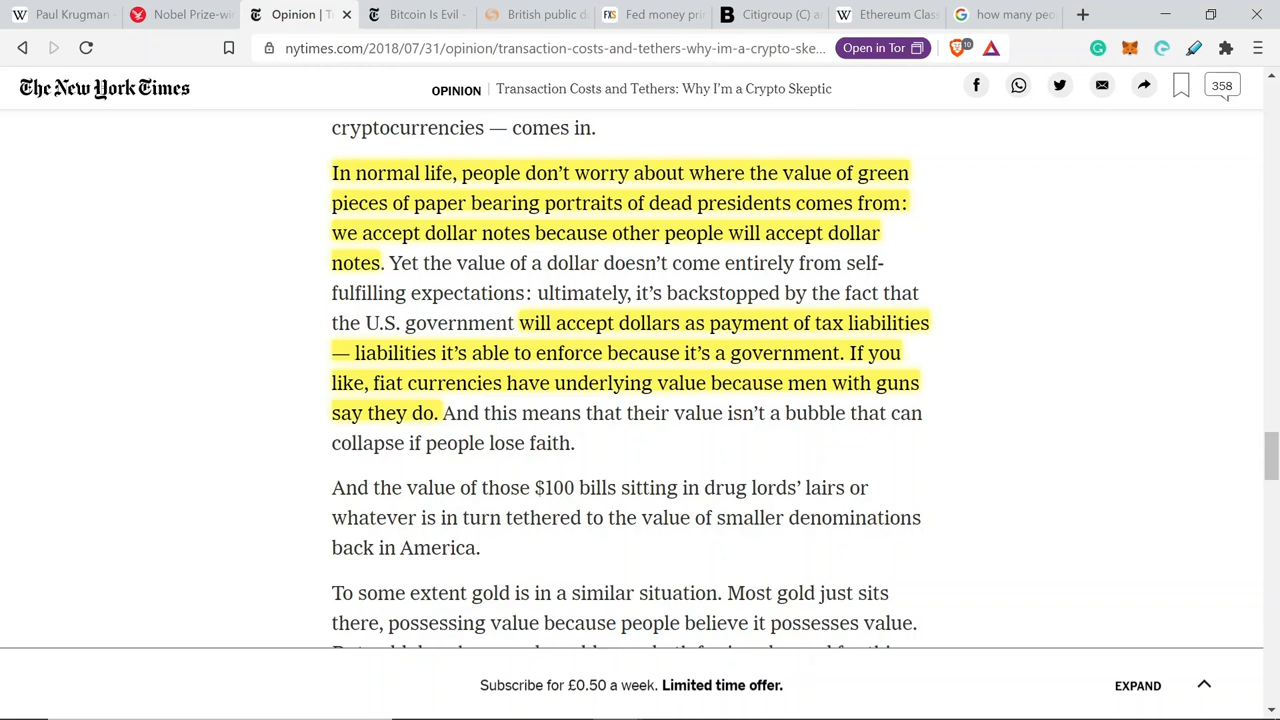 Paul Krugman -
Nobel Prize-wi
Opinion | T
Bitcoin Is Evil -
British public d
FXS
Fed money pri
B
Citigroup (C) a
Ethereum Clas
how many peo
nytimes.com/2018/07/31/opinion/transaction-costs-and-tethers-why-im-a-crypto-ske...
Open in Tor
10
The New York Times
OPINION | Transaction Costs and Tethers: Why I’m a Crypto Skeptic
358
cryptocurrencies — comes in.
In normal life, people don’t worry about where the value of green
pieces of paper bearing portraits of dead presidents comes from:
we accept dollar notes because other people will accept dollar
notes. Yet the value of a dollar doesn’t come entirely from self-
fulfilling expectations: ultimately, it’s backstopped by the fact that
the U.S. government will accept dollars as payment of tax liabilities
— liabilities it’s able to enforce because it’s a government. If you
like, fiat currencies have underlying value because men with guns
say they do. And this means that their value isn’t a bubble that can
collapse if people lose faith.
And the value of those $100 bills sitting in drug lords’ lairs or
whatever is in turn tethered to the value of smaller denominations
back in America.
To some extent gold is in a similar situation. Most gold just sits
there, possessing value because people believe it possesses value.
Subscribe for £0.50 a week. Limited time offer.
EXPAND